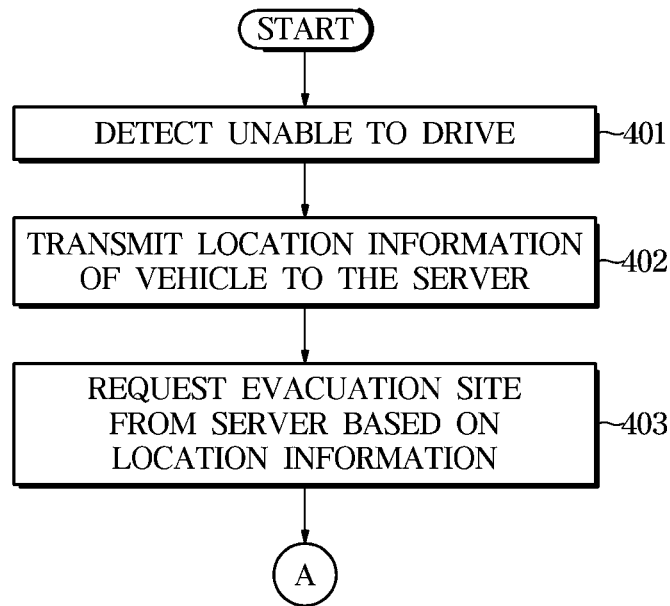 START
DETECT UNABLE TO DRIVE
401
TRANSMIT LOCATION INFORMATION
OF VEHICLE TO THE SERVER
402
REQUEST EVACUATION SITE
FROM SERVER BASED ON
LOCATION INFORMATION
403
A